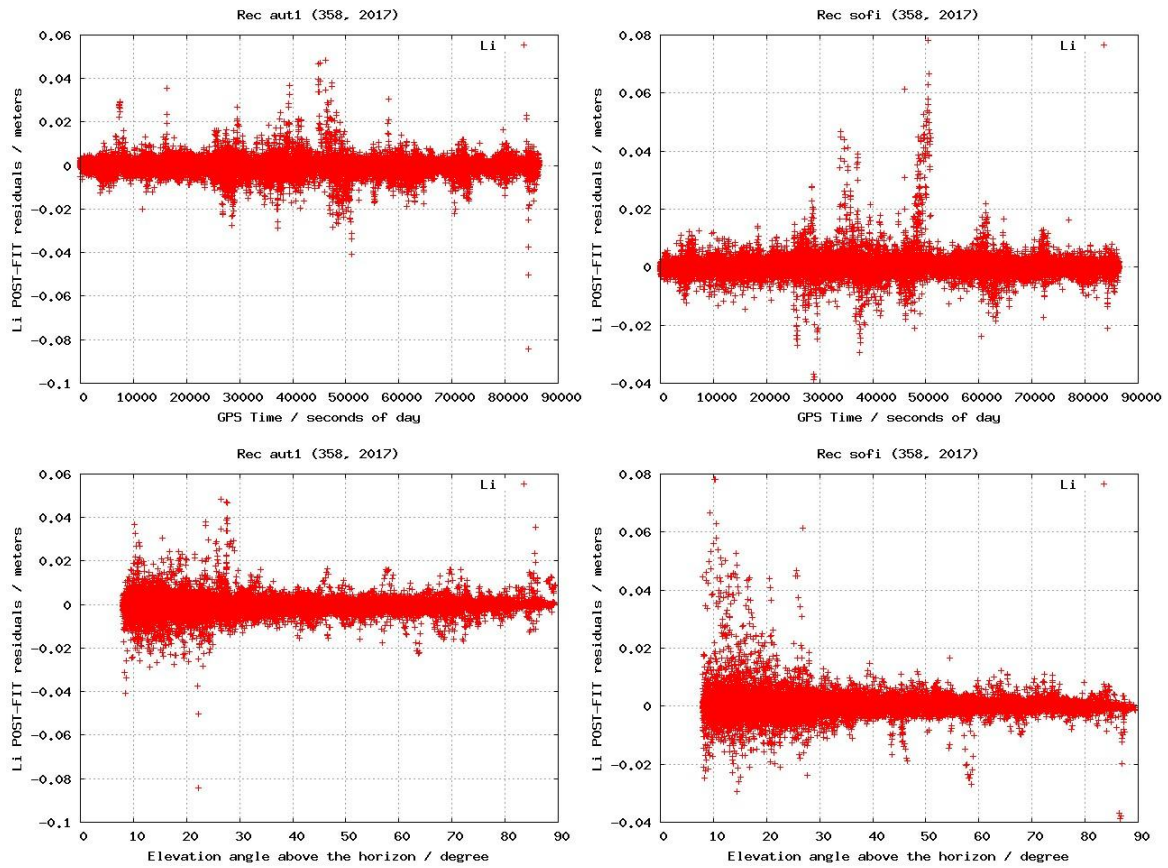 Rec aut1 (358, 2017)
Li
Li POST-FIT residuals / meters
0.06
0.04
0.02
0
-0.02
-0.04
-0.06
-0.08
-0.1
0 10000 20000 30000 40000 50000 60000 70000 80000 90000
GPS Time / seconds of day
Rec sofi (358, 2017)
Li
Li POST-FIT residuals / meters
0.08
0.06
0.04
0.02
0
-0.02
-0.04
0 10000 20000 30000 40000 50000 60000 70000 80000 90000
GPS Time / seconds of day
Rec aut1 (358, 2017)
Li
Li POST-FIT residuals / meters
0.06
0.04
0.02
0
-0.02
-0.04
-0.06
-0.08
-0.1
0 10 20 30 40 50 60 70 80 90
Elevation angle above the horizon / degree
Rec sofi (358, 2017)
Li
Li POST-FIT residuals / meters
0.08
0.06
0.04
0.02
0
-0.02
-0.04
0 10 20 30 40 50 60 70 80 90
Elevation angle above the horizon / degree